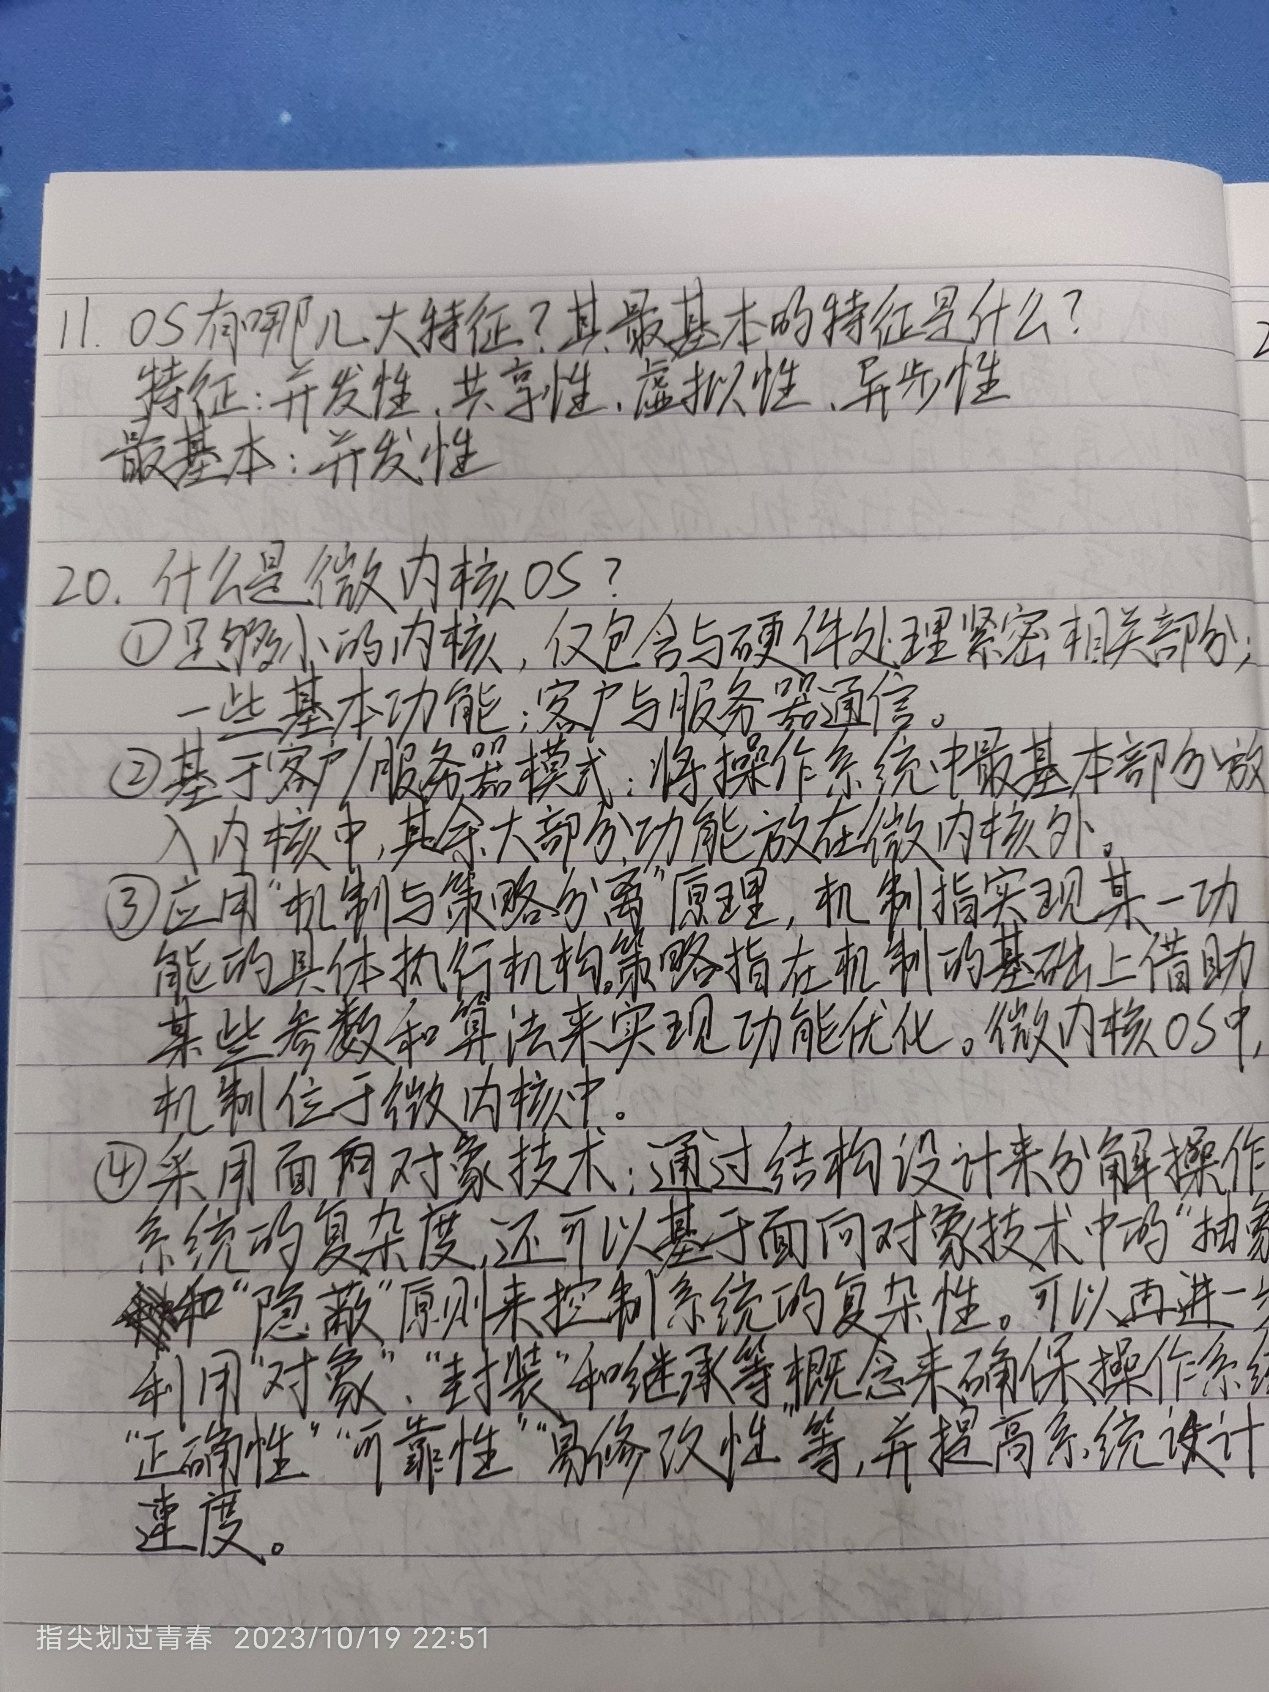 11. OS有哪几大特征?其最基本的特征是什么?
2
特征:并发性、共享性、虚拟性、异步性
最基本:并发性
20. 什么是微内核OS?
①足够小的内核,仅包含与硬件处理紧密相关部分;
一些基本功能;客户与服务器通信。
②基于客户/服务器模式:将操作系统中最基本部分放
入内核中,其余大部分功能放在微内核外。
③应用“机制与策略分离”原理,机制指实现某一功
能的具体执行机构。策略指在机制的基础上借助
某些参数和算法来实现功能优化。微内核OS中,
机制位于微内核中。
④采用面向对象技术:通过结构设计来分解操作
系统的复杂度,还可以基于面向对象技术中的“抽象
和“隐蔽”原则来控制系统的复杂性。可以再进一步
利用“对象”、“封装”和继承等概念来确保操作系统
“正确性”“可靠性”“易修改性”等,并提高系统设计
速度。
指尖划过青春 2023/10/19 22:51